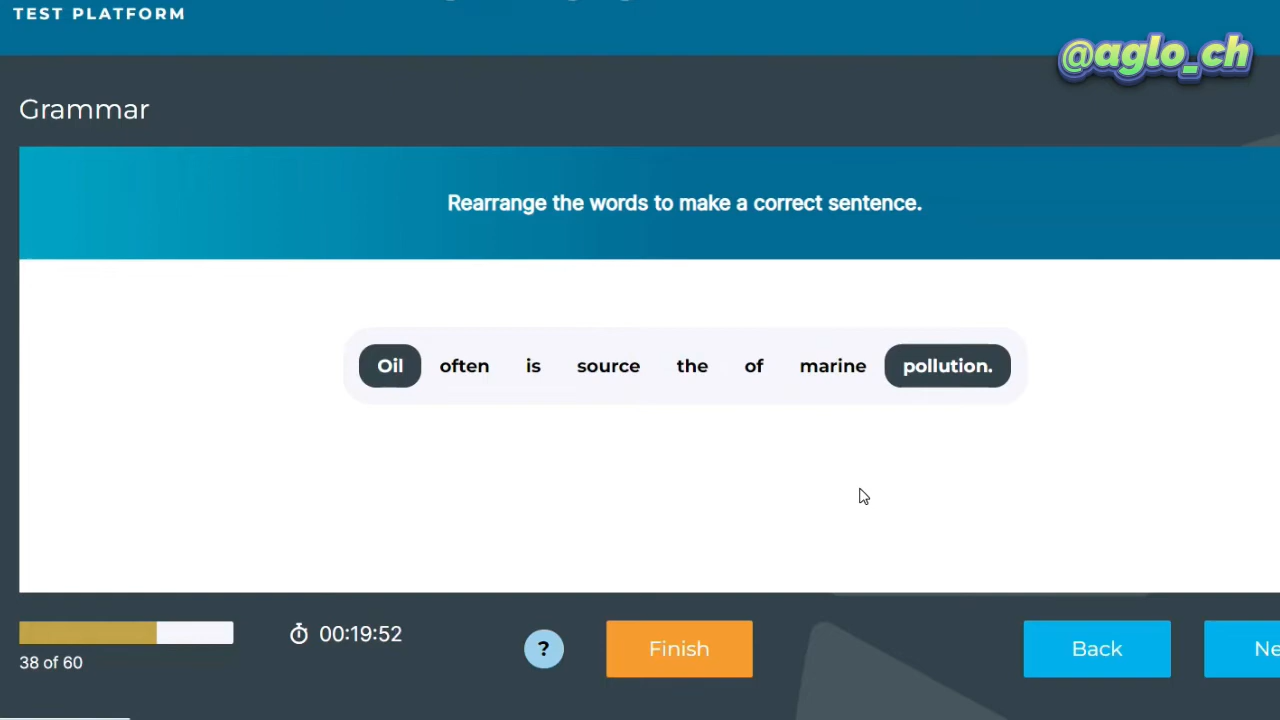 TEST PLATFORM
@aglo_ch
Grammar
Rearrange the words to make a correct sentence.
Oil often is source the of marine pollution.
00:19:52
38 of 60
?
Finish
Back
Ne